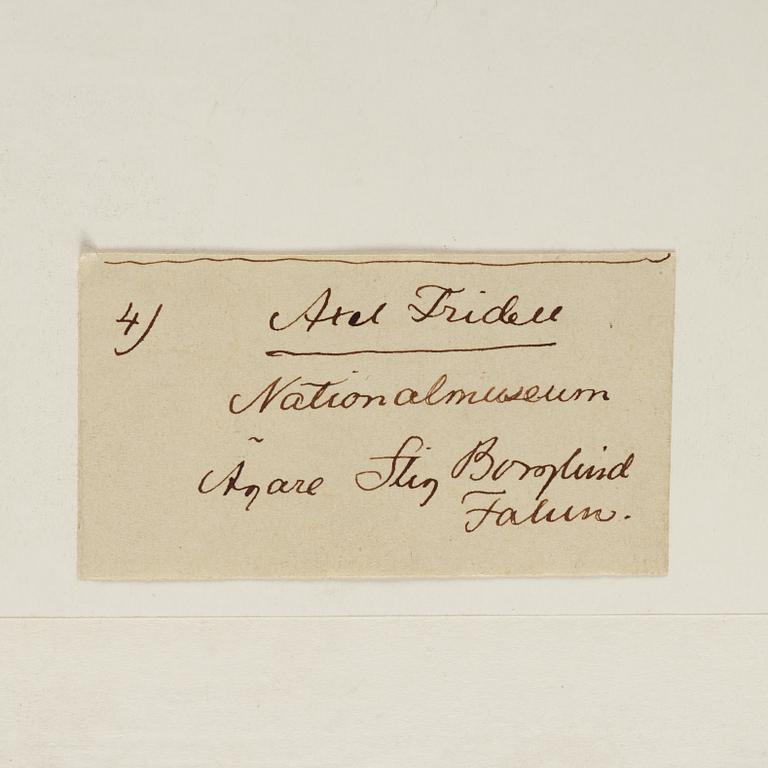 4) Axel Fridell
Nationalmuseum
Ägare Stig Borglind
Falun.